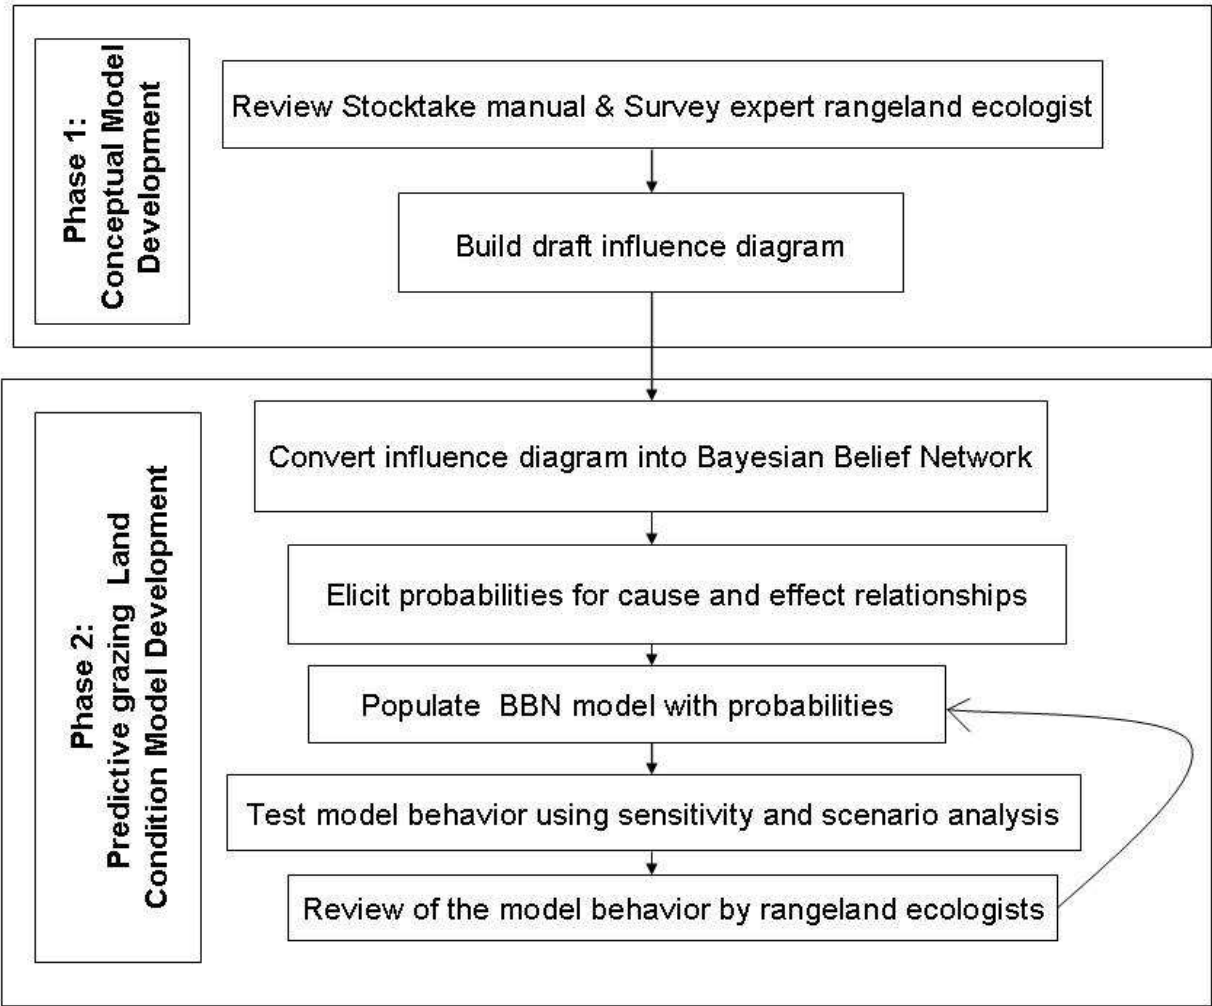 Phase 1:
Conceptual Model
Development
Review Stocktake manual & Survey expert rangeland ecologist
Build draft influence diagram
Phase 2:
Predictive grazing Land
Condition Model Development
Convert influence diagram into Bayesian Belief Network
Elicit probabilities for cause and effect relationships
Populate BBN model with probabilities
Test model behavior using sensitivity and scenario analysis
Review of the model behavior by rangeland ecologists